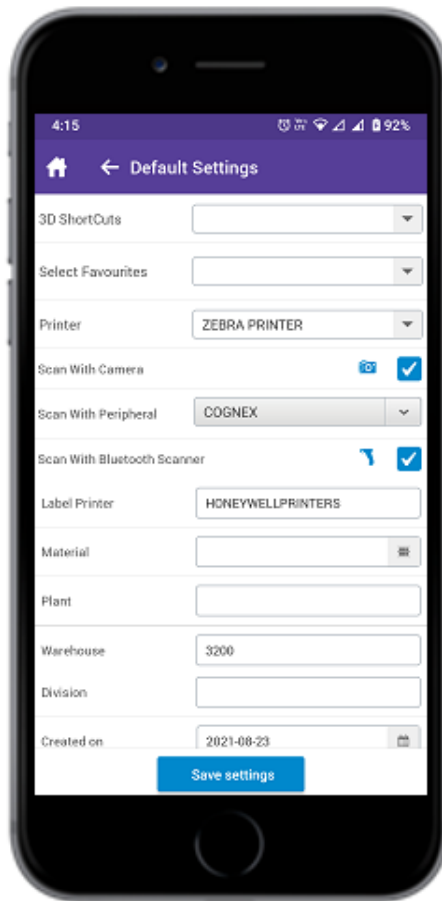 4:15 92%
Default Settings
3D ShortCuts
Select Favourites
Printer ZEBRA PRINTER
Scan With Camera
Scan With Peripheral COGNEX
Scan With Bluetooth Scanner
Label Printer HONEYWELLPRINTERS
Material
Plant
Warehouse 3200
Division
Created on 2021-08-23
Save settings